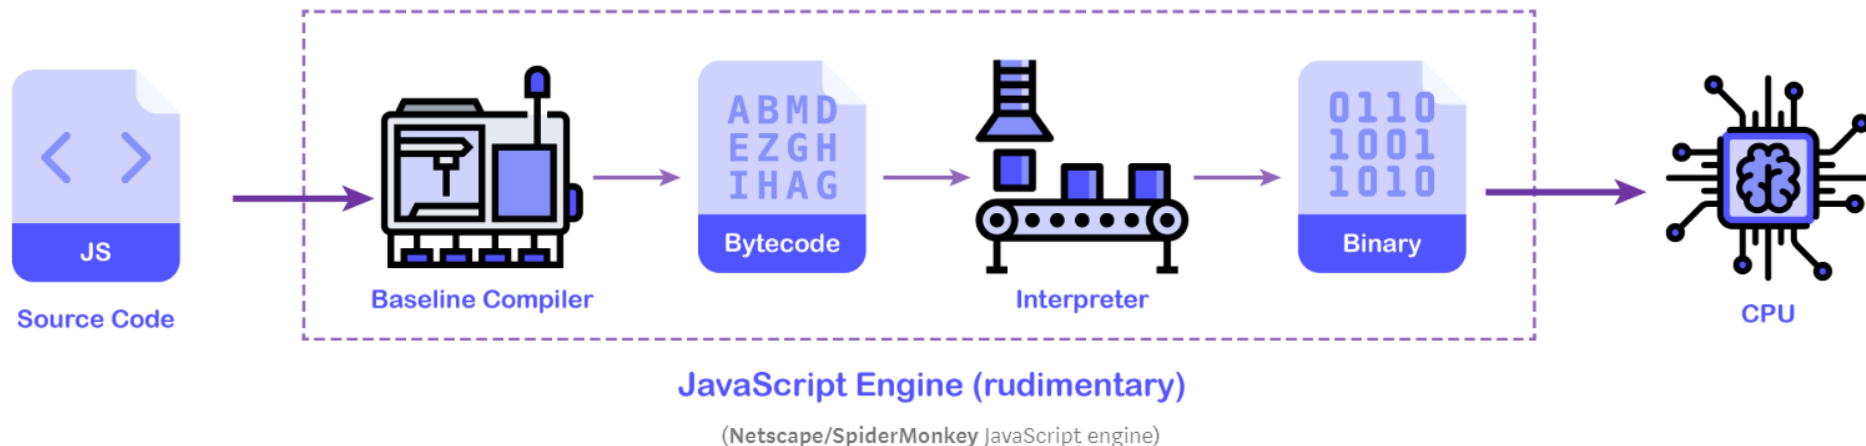 JS
Source Code
Baseline Compiler
ABMD
EZGH
IHAG
Bytecode
Interpreter
0110
1001
1010
Binary
CPU
JavaScript Engine (rudimentary)
(Netscape/SpiderMonkey JavaScript engine)